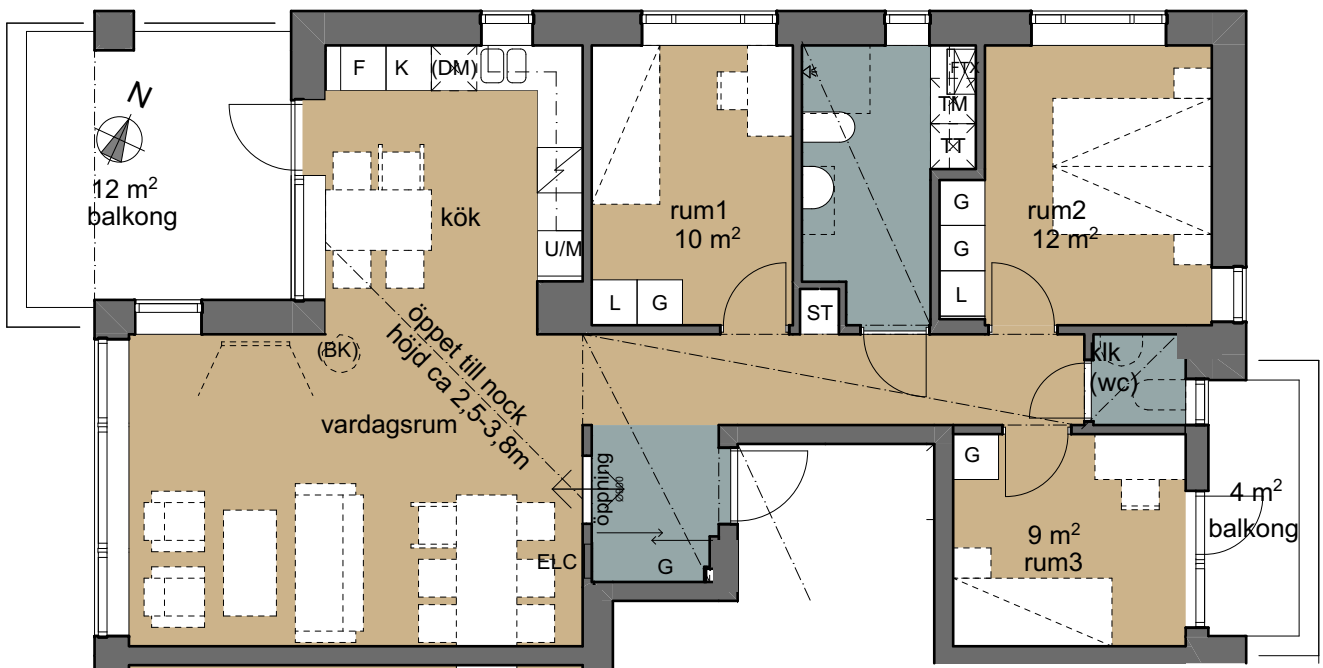 F
K
(DM)
FTX
TM
TT
N
12 m²
balkong
kök
U/M
rum1
10 m²
L
G
ST
G
G
L
rum2
12 m²
öppet till nock
höjd ca 2,5-3,8m
(BK)
vardagsrum
klk
(wc)
öppning
ELC
G
G
9 m²
rum3
4 m²
balkong